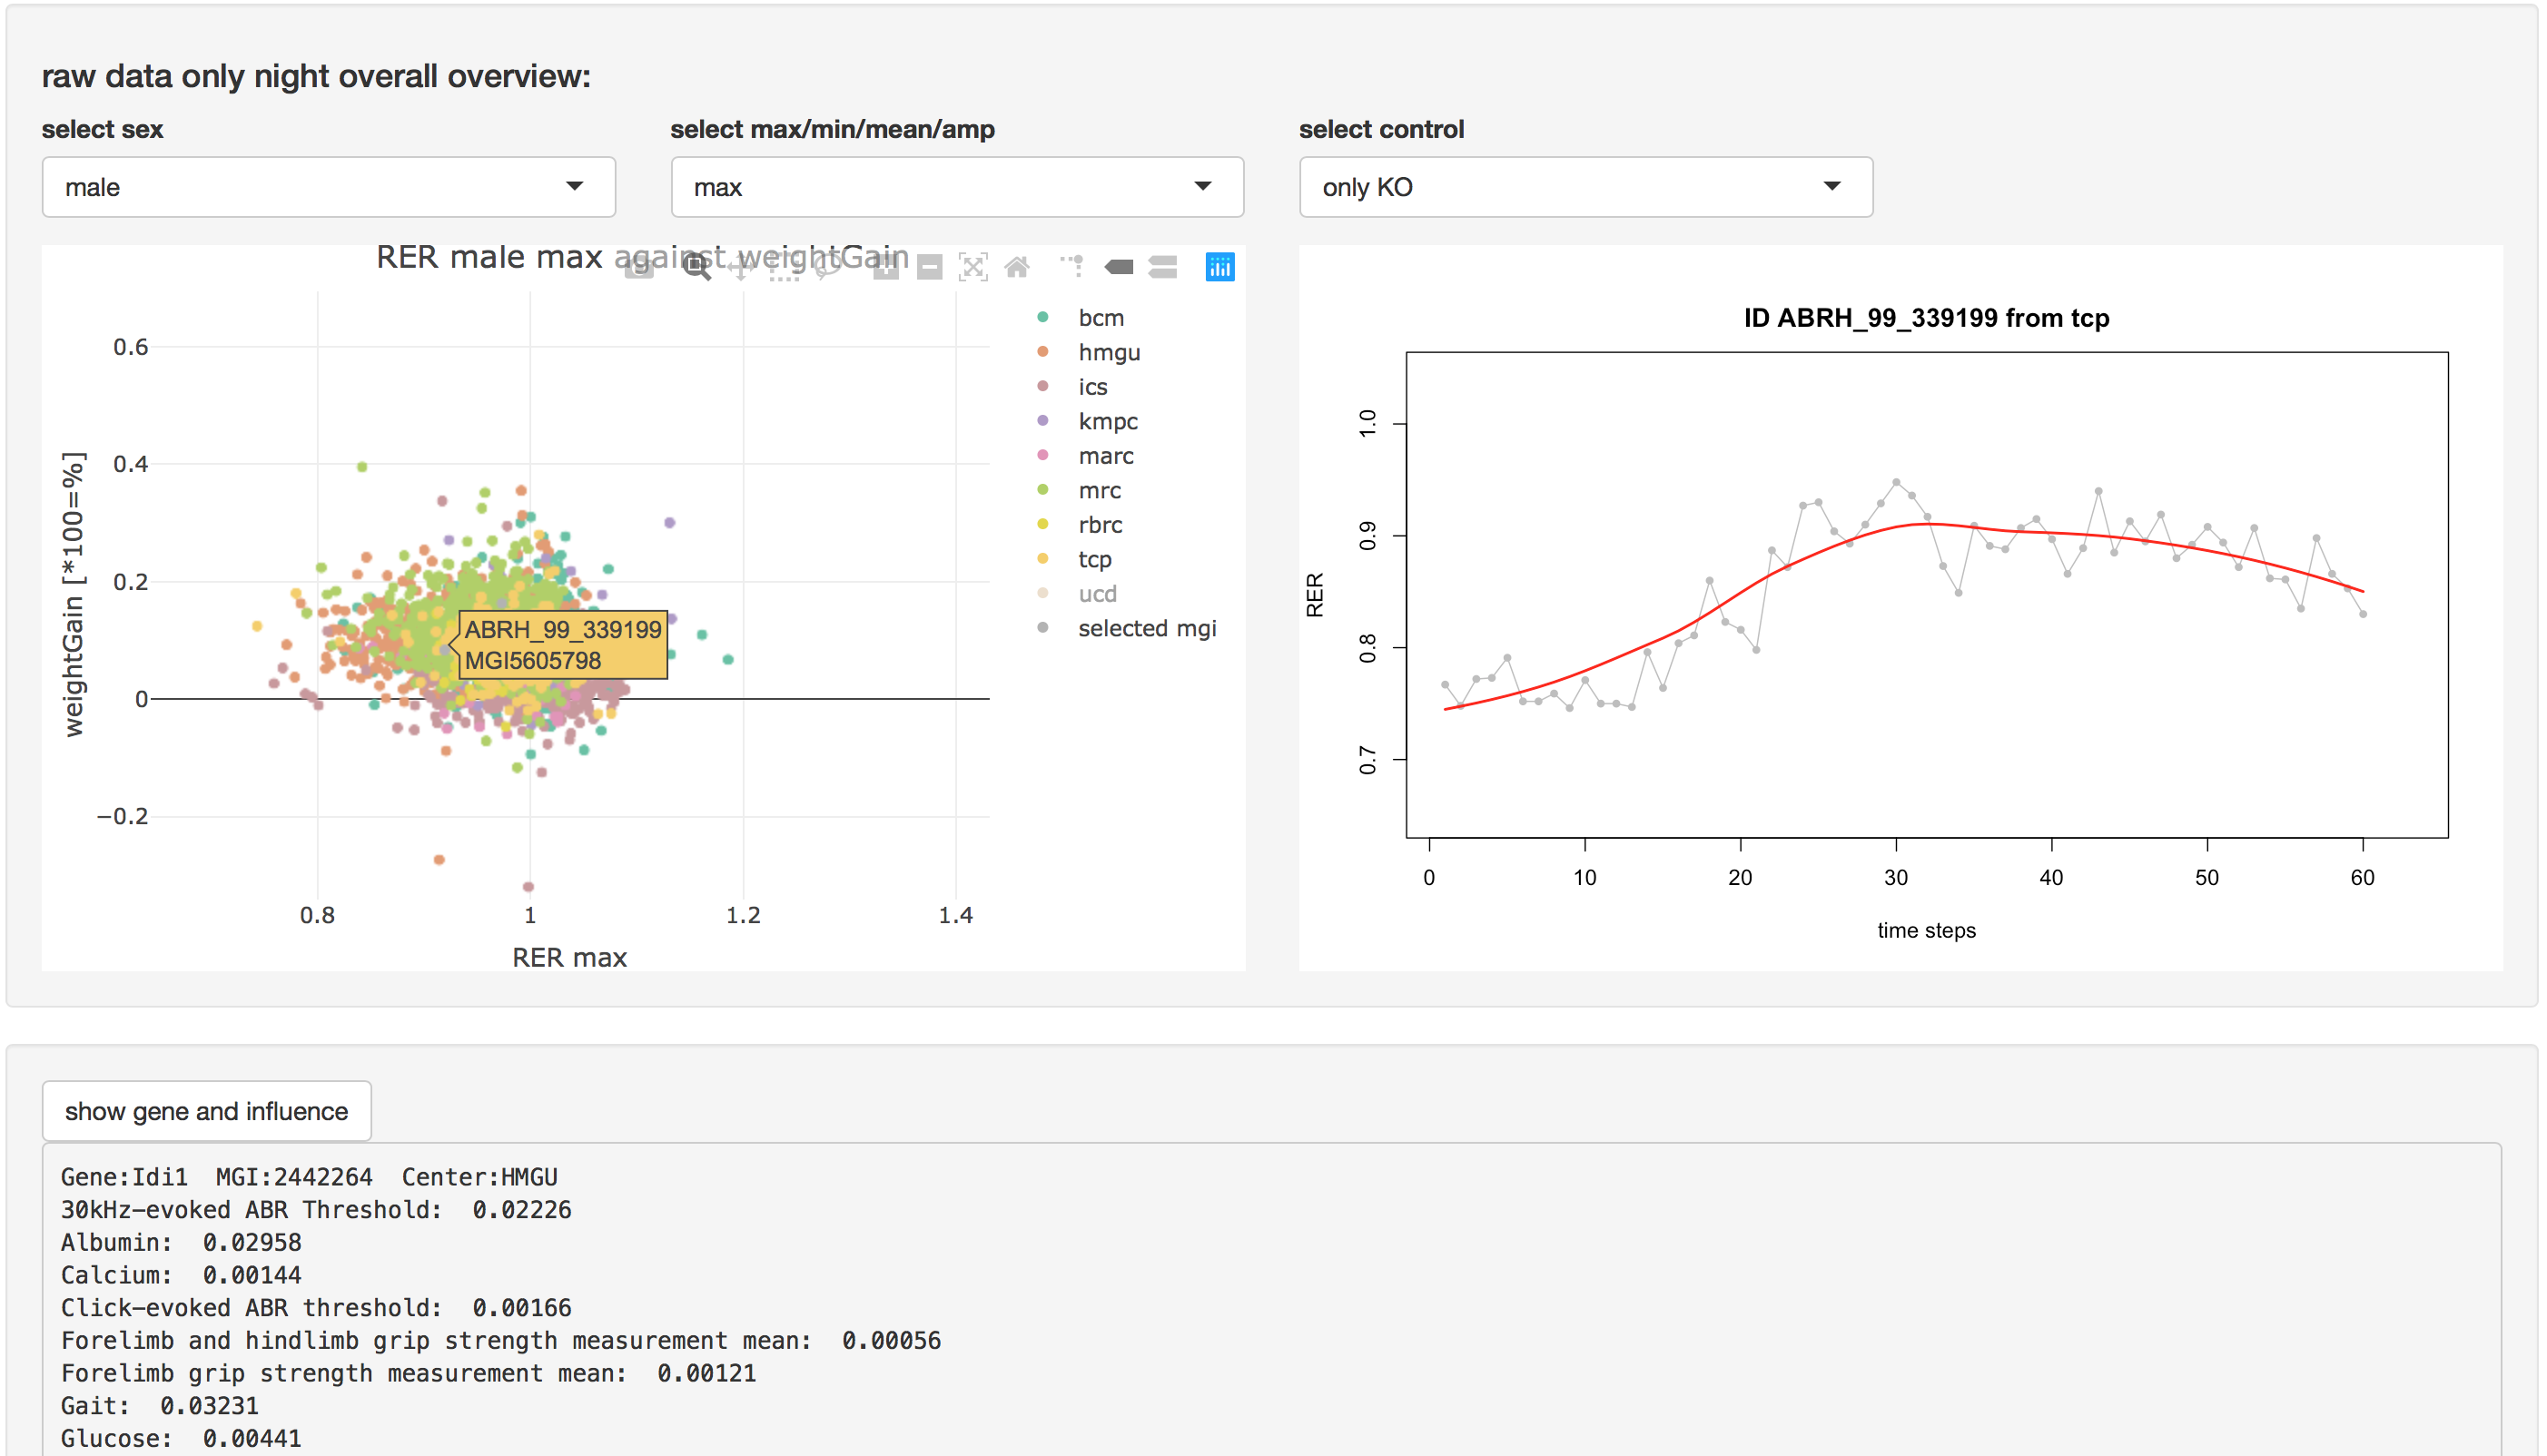 raw data only night overall overview:
select sex
select max/min/mean/amp
select control
male
max
only KO
RER male max against weightGain
0.6
0.4
0.2
0
−0.2
weightGain [*100=%]
0.8
1
1.2
1.4
RER max
ABRH_99_339199
MGI5605798
bcm
hmgu
ics
kmpc
marc
mrc
rbrc
tcp
ucd
selected mgi
ID ABRH_99_339199 from tcp
1.0
0.9
0.8
0.7
RER
0
10
20
30
40
50
60
time steps
show gene and influence
Gene:Idi1  MGI:2442264  Center:HMGU
30kHz-evoked ABR Threshold:  0.02226
Albumin:  0.02958
Calcium:  0.00144
Click-evoked ABR threshold:  0.00166
Forelimb and hindlimb grip strength measurement mean:  0.00056
Forelimb grip strength measurement mean:  0.00121
Gait:  0.03231
Glucose:  0.00441